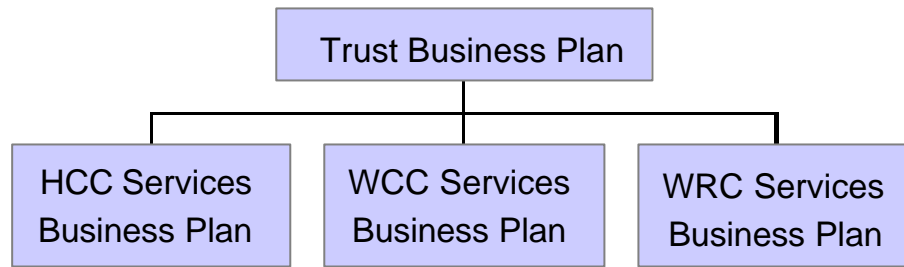 Trust Business Plan
HCC Services
Business Plan
WCC Services
Business Plan
WRC Services
Business Plan